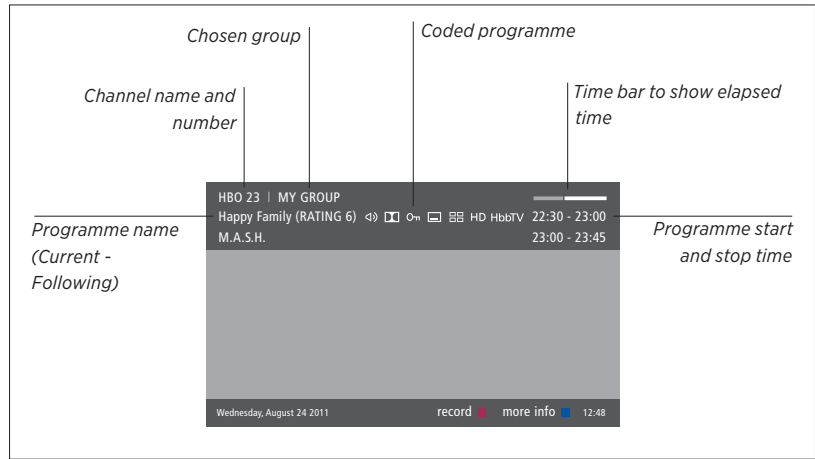 Chosen group
Coded programme
Channel name and
number
Time bar to show elapsed
time
HBO 23 | MY GROUP
Happy Family (RATING 6) HD HbbTV 22:30 - 23:00
M.A.S.H. 23:00 - 23:45
Programme name
(Current -
Following)
Programme start
and stop time
Wednesday, August 24 2011 record more info 12:48